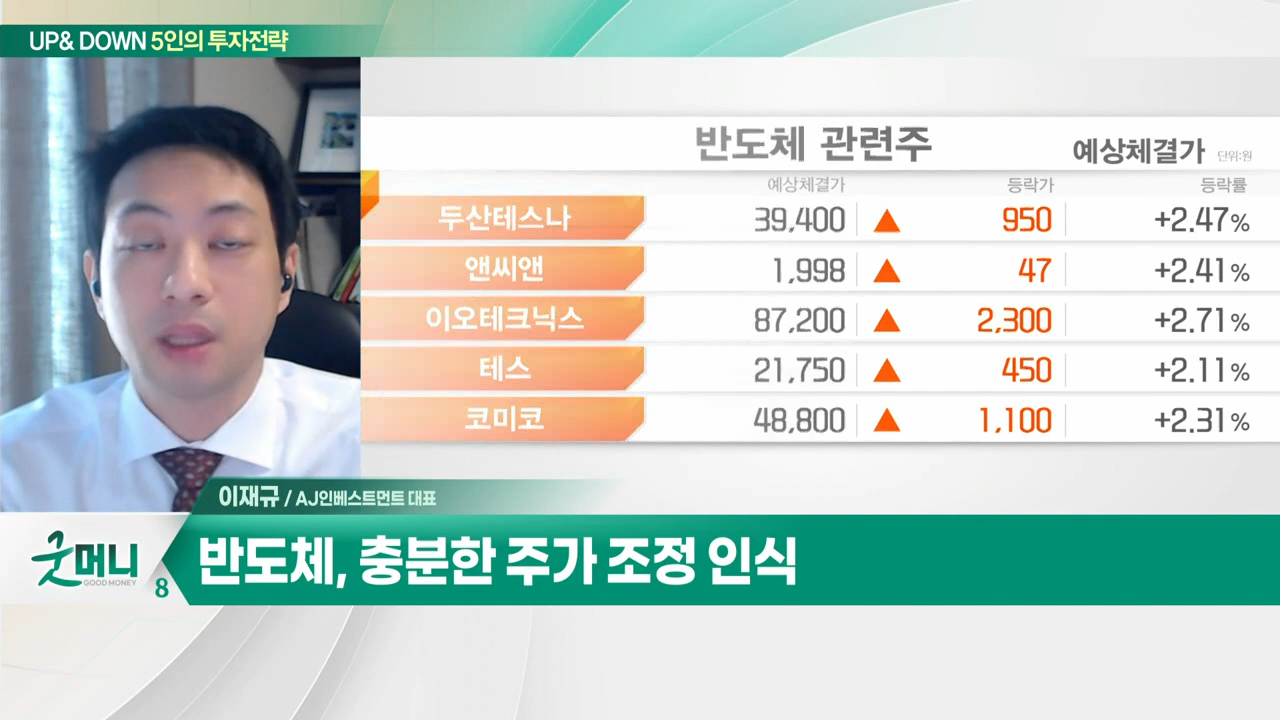 UP& DOWN 5인의 투자전략
반도체 관련주 예상체결가 단위:원
예상체결가 등락가 등락률
두산테스나 39,400 ▲ 950 +2.47%
앤씨앤 1,998 ▲ 47 +2.41%
이오테크닉스 87,200 ▲ 2,300 +2.71%
테스 21,750 ▲ 450 +2.11%
코미코 48,800 ▲ 1,100 +2.31%
이재규 / AJ인베스트먼트 대표
굿머니
GOOD MONEY
8
반도체, 충분한 주가 조정 인식